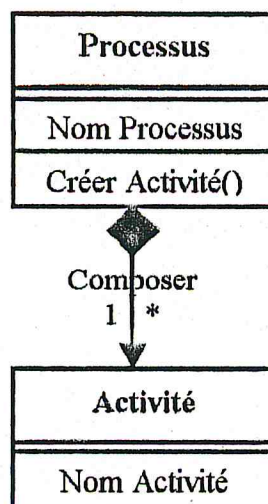 Processus
Nom Processus
Créer Activité()
Composer
1 *
Activité
Nom Activité